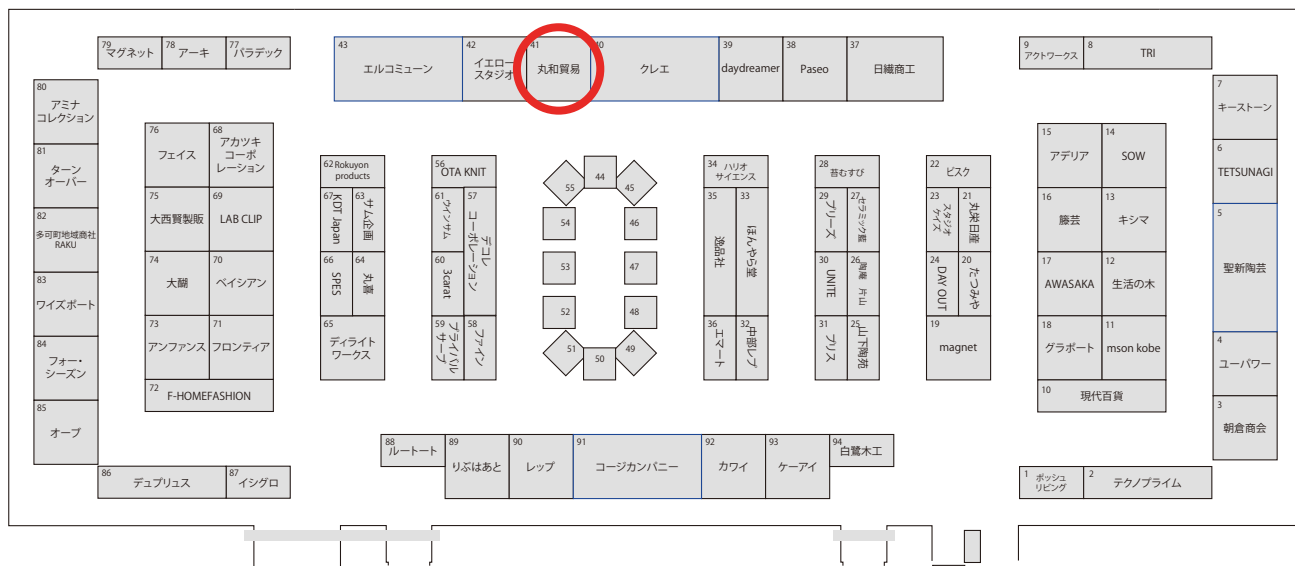 79
マグネット
78
アーキ
77
パラデック
43
エルコミューン
42
イエロー
スタジオ
41
丸和貿易
40
クレエ
39
daydreamer
38
Paseo
37
日繊商工
9
アクトワークス
8
TRI
80
アミナ
コレクション
81
ターン
オーバー
82
多可町地域商社
RAKU
83
ワイズポート
84
フォー・
シーズン
85
オーブ
76
フェイス
68
アカツキ
コーポ
レーション
75
大西賢製販
69
LAB CLIP
74
大醐
70
ベイシアン
73
アンファンス
71
フロンティア
72
F-HOMEFASHION
62
Rokuyon
products
67
KDT Japan
63
サム企画
66
SPES
64
丸喜
65
ディライト
ワークス
56
OTA KNIT
61
ウインサム
57
デコレ
コーポレーション
60
3carat
59
プライバル
サーブ
58
ファイン
55
44
45
54
46
53
47
52
48
51
50
49
34
ハリオ
サイエンス
35
逸品社
33
ほんやら堂
36
エマート
32
中部レプ
28
苔むすび
29
プリーズ
27
セラミック藍
30
UNITE
26
陶庵 片山
31
プリス
25
山下陶苑
22
ビスク
23
スタジオ
ケイズ
21
丸栄日産
24
DAY OUT
20
たつみや
19
magnet
15
アデリア
14
SOW
16
藤芸
13
キシマ
17
AWASAKA
12
生活の木
18
グラポート
11
mson kobe
10
現代百貨
7
キーストーン
6
TETSUNAGI
5
聖新陶芸
4
ユーパワー
3
朝倉商会
88
ルートート
89
りぶはあと
90
レップ
91
コージカンパニー
92
カワイ
93
ケーアイ
94
白鷺木工
86
デュプリュス
87
イシグロ
1
ボッシュ
リビング
2
テクノプライム